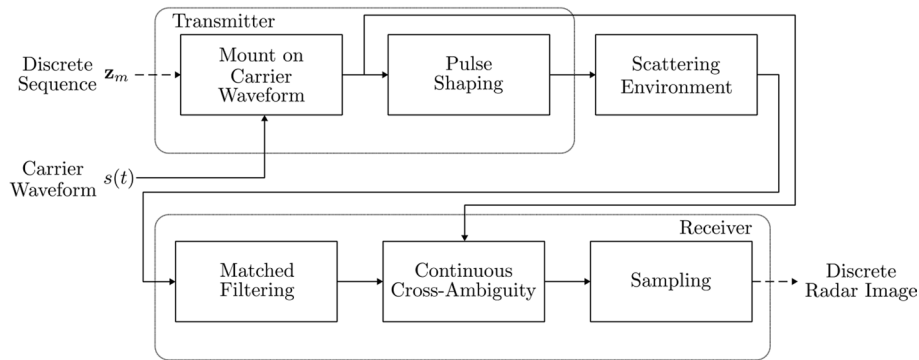 Transmitter
Discrete
Sequence z_m
Mount on
Carrier
Waveform
Pulse
Shaping
Scattering
Environment
Carrier
Waveform s(t)
Receiver
Matched
Filtering
Continuous
Cross-Ambiguity
Sampling
Discrete
Radar Image